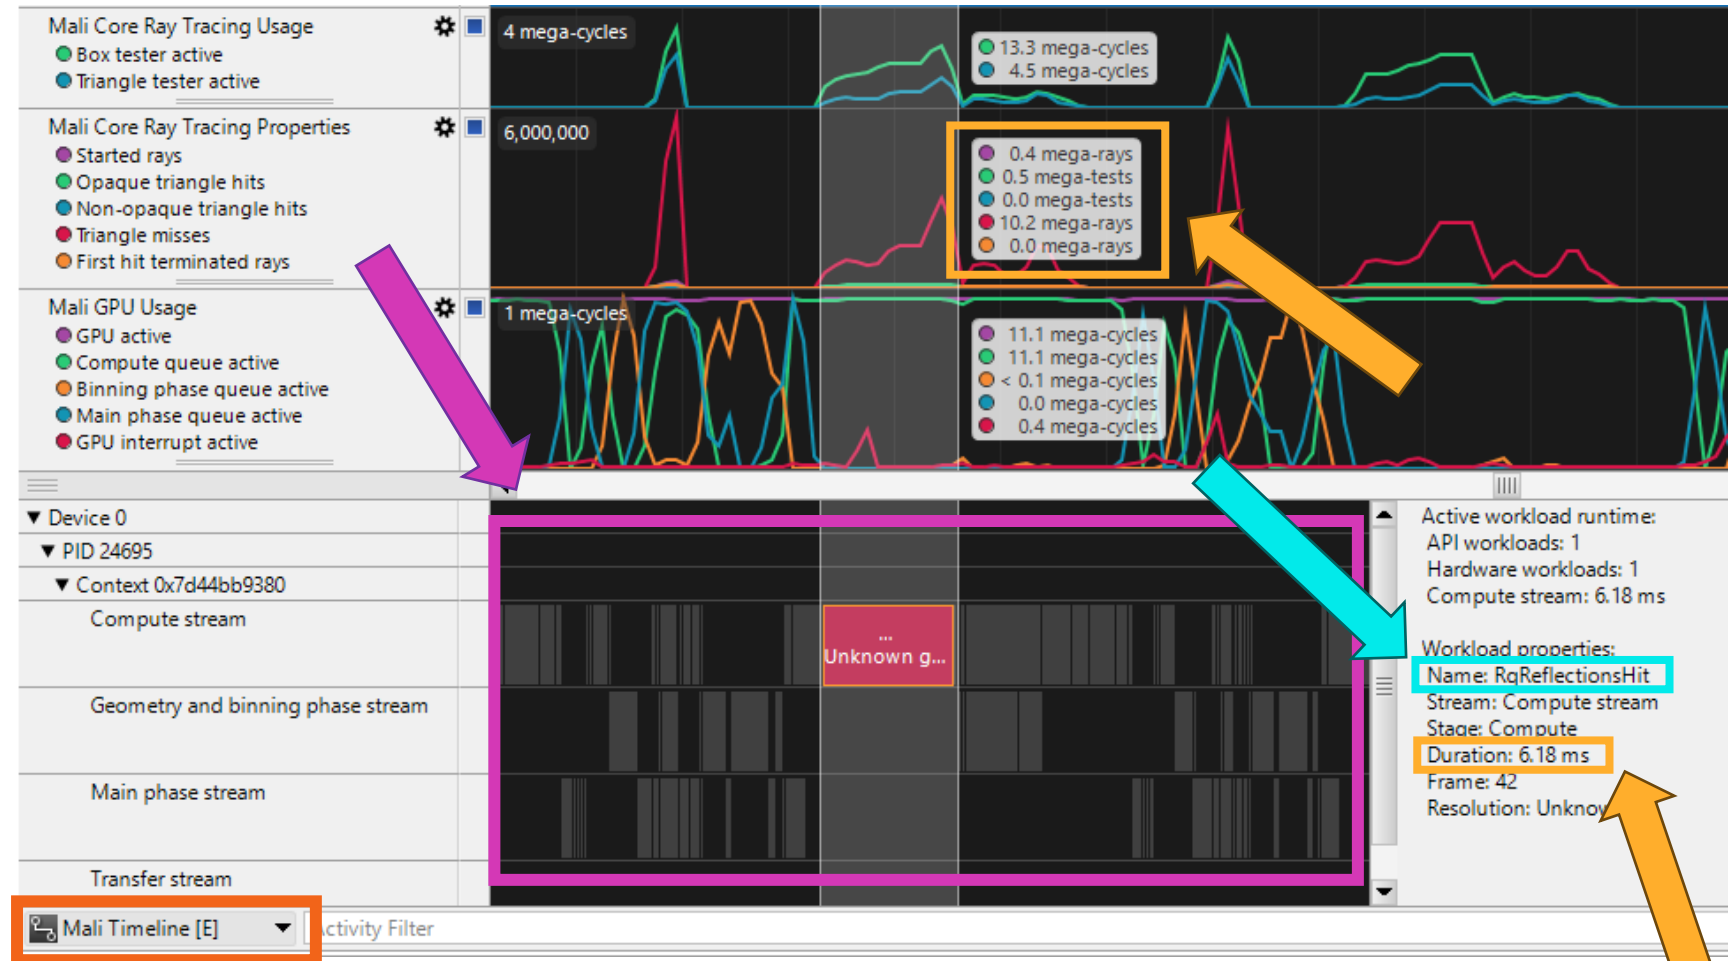 Mali Core Ray Tracing Usage
Box tester active
Triangle tester active
4 mega-cycles
13.3 mega-cycles
4.5 mega-cycles
Mali Core Ray Tracing Properties
Started rays
Opaque triangle hits
Non-opaque triangle hits
Triangle misses
First hit terminated rays
6,000,000
0.4 mega-rays
0.5 mega-tests
0.0 mega-tests
10.2 mega-rays
0.0 mega-rays
Mali GPU Usage
GPU active
Compute queue active
Binning phase queue active
Main phase queue active
GPU interrupt active
1 mega-cycles
11.1 mega-cycles
11.1 mega-cycles
< 0.1 mega-cycles
0.0 mega-cycles
0.4 mega-cycles
Device 0
PID 24695
Context 0x7d44bb9380
Compute stream
...
Unknown g...
Geometry and binning phase stream
Main phase stream
Transfer stream
Active workload runtime:
API workloads: 1
Hardware workloads: 1
Compute stream: 6.18 ms
Workload properties:
Name: RqReflectionsHit
Stream: Compute stream
Stage: Compute
Duration: 6.18 ms
Frame: 42
Resolution: Unknow
Mali Timeline [E]
ctivity Filter